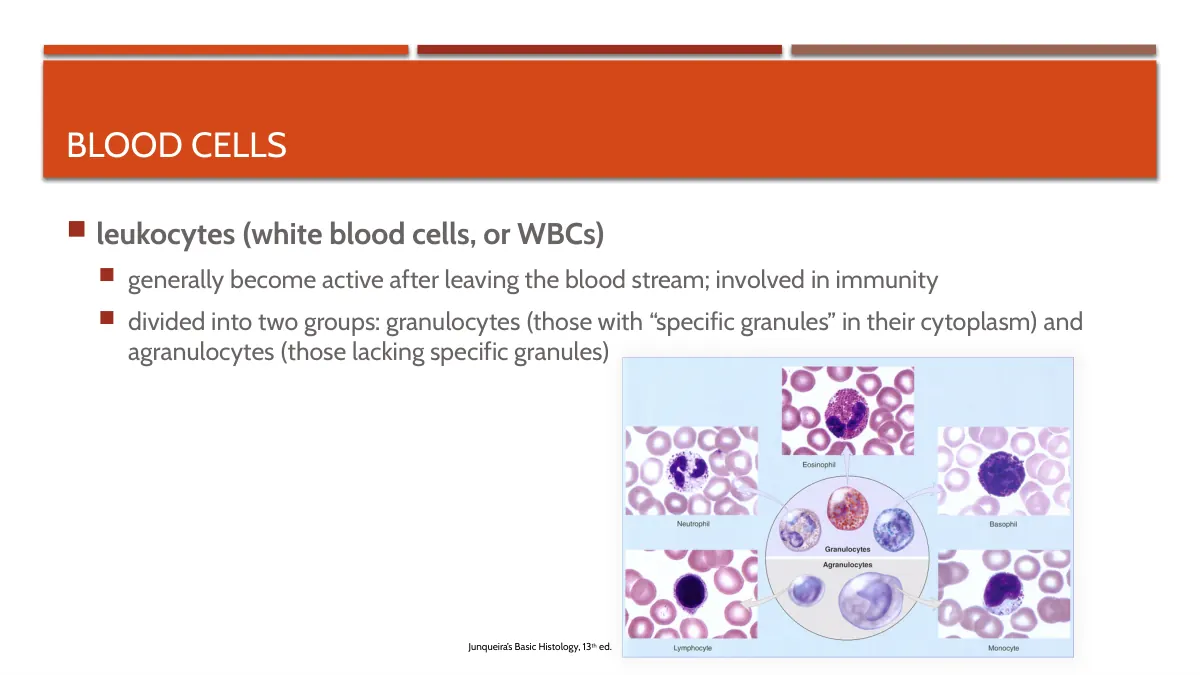 BLOOD CELLS
leukocytes (white blood cells, or WBCs)
generally become active after leaving the blood stream; involved in immunity
divided into two groups: granulocytes (those with “specific granules” in their cytoplasm) and
agranulocytes (those lacking specific granules)
Eosinophil
Neutrophil
Basophil
Granulocytes
Agranulocytes
Lymphocyte
Monocyte
Junqueira's Basic Histology, 13th ed.